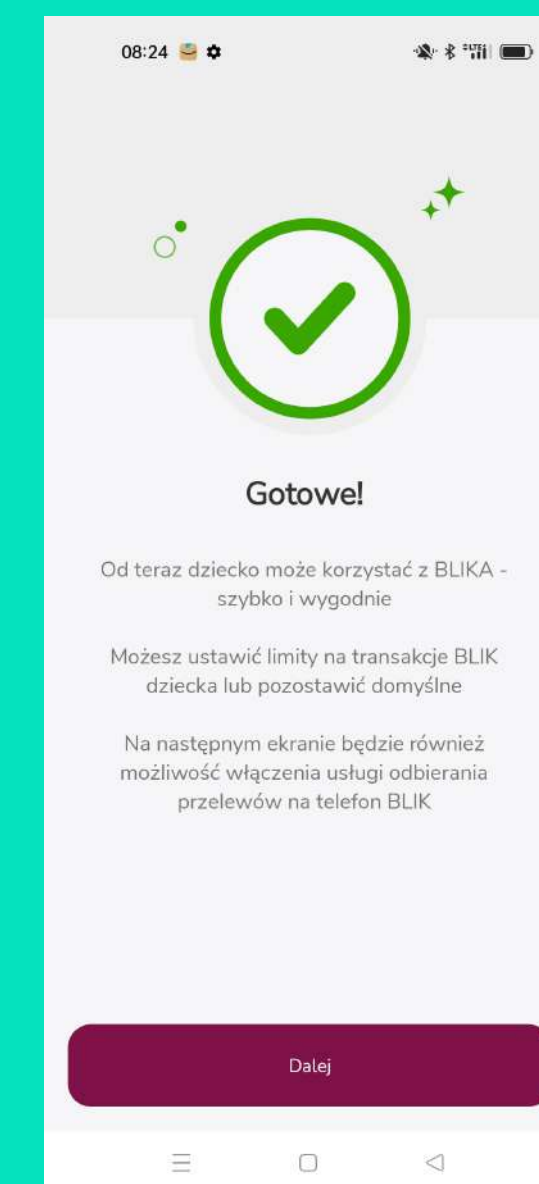 08:24
Gotowe!
Od teraz dziecko może korzystać z BLIKA -
szybko i wygodnie
Możesz ustawić limity na transakcje BLIK
dziecka lub pozostawić domyślne
Na następnym ekranie będzie również
możliwość włączenia usługi odbierania
przelewów na telefon BLIK
Dalej